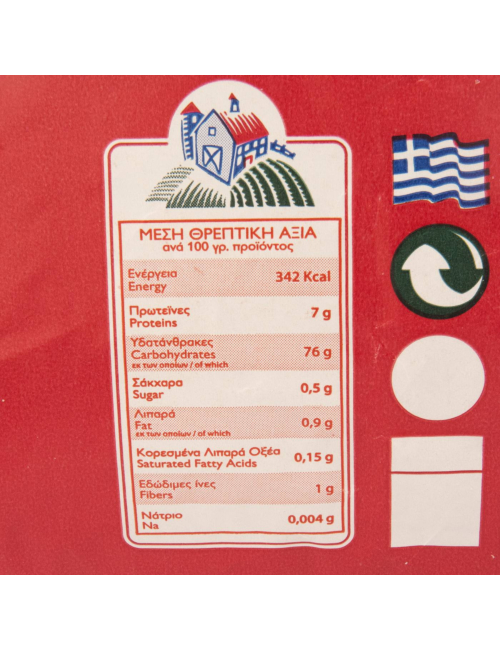 ΜΕΣΗ ΘΡΕΠΤΙΚΗ ΑΞΙΑ
ανά 100 γρ. προϊόντος
Ενέργεια
Energy
342 Kcal
Πρωτεΐνες
Proteins
7 g
Υδατάνθρακες
Carbohydrates
εκ των οποίων / of which
76 g
Σάκχαρα
Sugar
0,5 g
Λιπαρά
Fat
εκ των οποίων / of which
0,9 g
Κορεσμένα Λιπαρά Οξέα
Saturated Fatty Acids
0,15 g
Εδώδιμες ίνες
Fibers
1 g
Νάτριο
Na
0,004 g